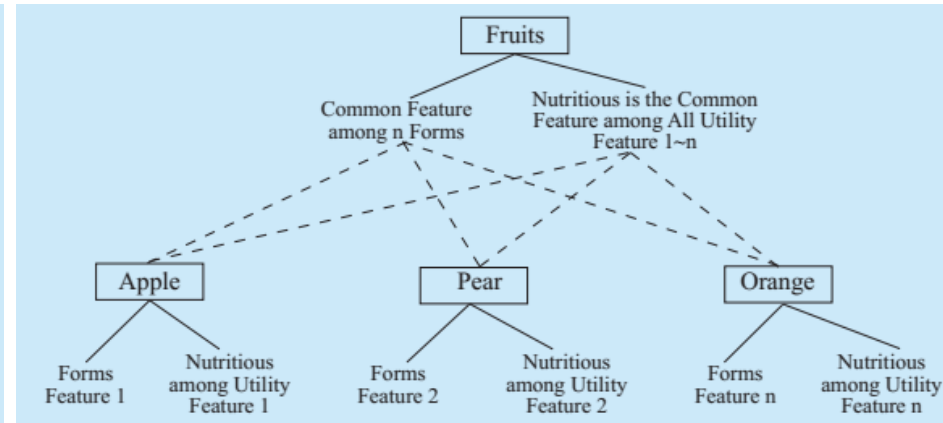 Fruits
Common Feature
among n Forms
Nutritious is the Common
Feature among All Utility
Feature 1~n
Apple
Pear
Orange
Forms
Feature 1
Nutritious
among Utility
Feature 1
Forms
Feature 2
Nutritious
among Utility
Feature 2
Forms
Feature n
Nutritious
among Utility
Feature n